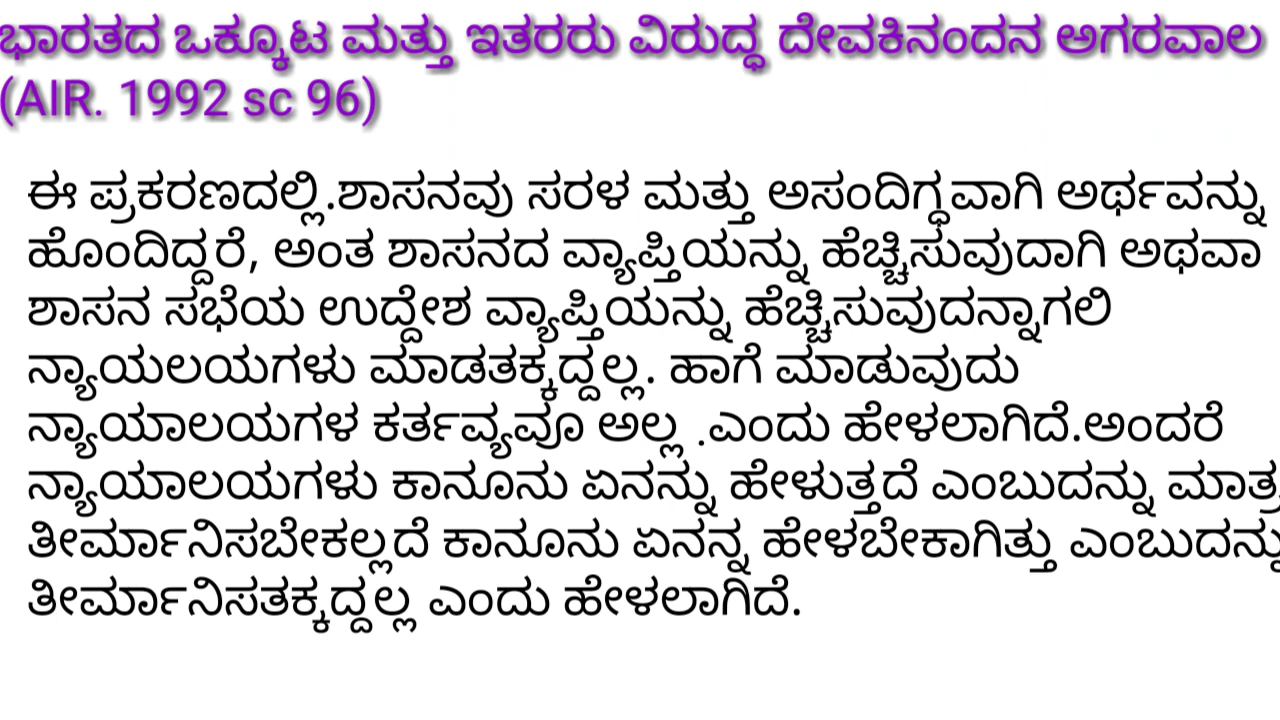 ಭಾರತದ ಒಕ್ಕೂಟ ಮತ್ತು ಇತರರು ವಿರುದ್ಧ ದೇವಕಿನಂದನ ಅಗರವಾಲ
(AIR. 1992 sc 96)
ಈ ಪ್ರಕರಣದಲ್ಲಿ.ಶಾಸನವು ಸರಳ ಮತ್ತು ಅಸಂದಿಗ್ಧವಾಗಿ ಅರ್ಥವನ್ನು
ಹೊಂದಿದ್ದರೆ, ಅಂತ ಶಾಸನದ ವ್ಯಾಪ್ತಿಯನ್ನು ಹೆಚ್ಚಿಸುವುದಾಗಿ ಅಥವಾ
ಶಾಸನ ಸಭೆಯ ಉದ್ದೇಶ ವ್ಯಾಪ್ತಿಯನ್ನು ಹೆಚ್ಚಿಸುವುದನ್ನಾಗಲಿ
ನ್ಯಾಯಲಯಗಳು ಮಾಡತಕ್ಕದ್ದಲ್ಲ. ಹಾಗೆ ಮಾಡುವುದು
ನ್ಯಾಯಾಲಯಗಳ ಕರ್ತವ್ಯವೂ ಅಲ್ಲ .ಎಂದು ಹೇಳಲಾಗಿದೆ.ಅಂದರೆ
ನ್ಯಾಯಾಲಯಗಳು ಕಾನೂನು ಏನನ್ನು ಹೇಳುತ್ತದೆ ಎಂಬುದನ್ನು ಮಾತ್ರ
ತೀರ್ಮಾನಿಸಬೇಕಲ್ಲದೆ ಕಾನೂನು ಏನನ್ನ ಹೇಳಬೇಕಾಗಿತ್ತು ಎಂಬುದನ್ನು
ತೀರ್ಮಾನಿಸತಕ್ಕದ್ದಲ್ಲ ಎಂದು ಹೇಳಲಾಗಿದೆ.